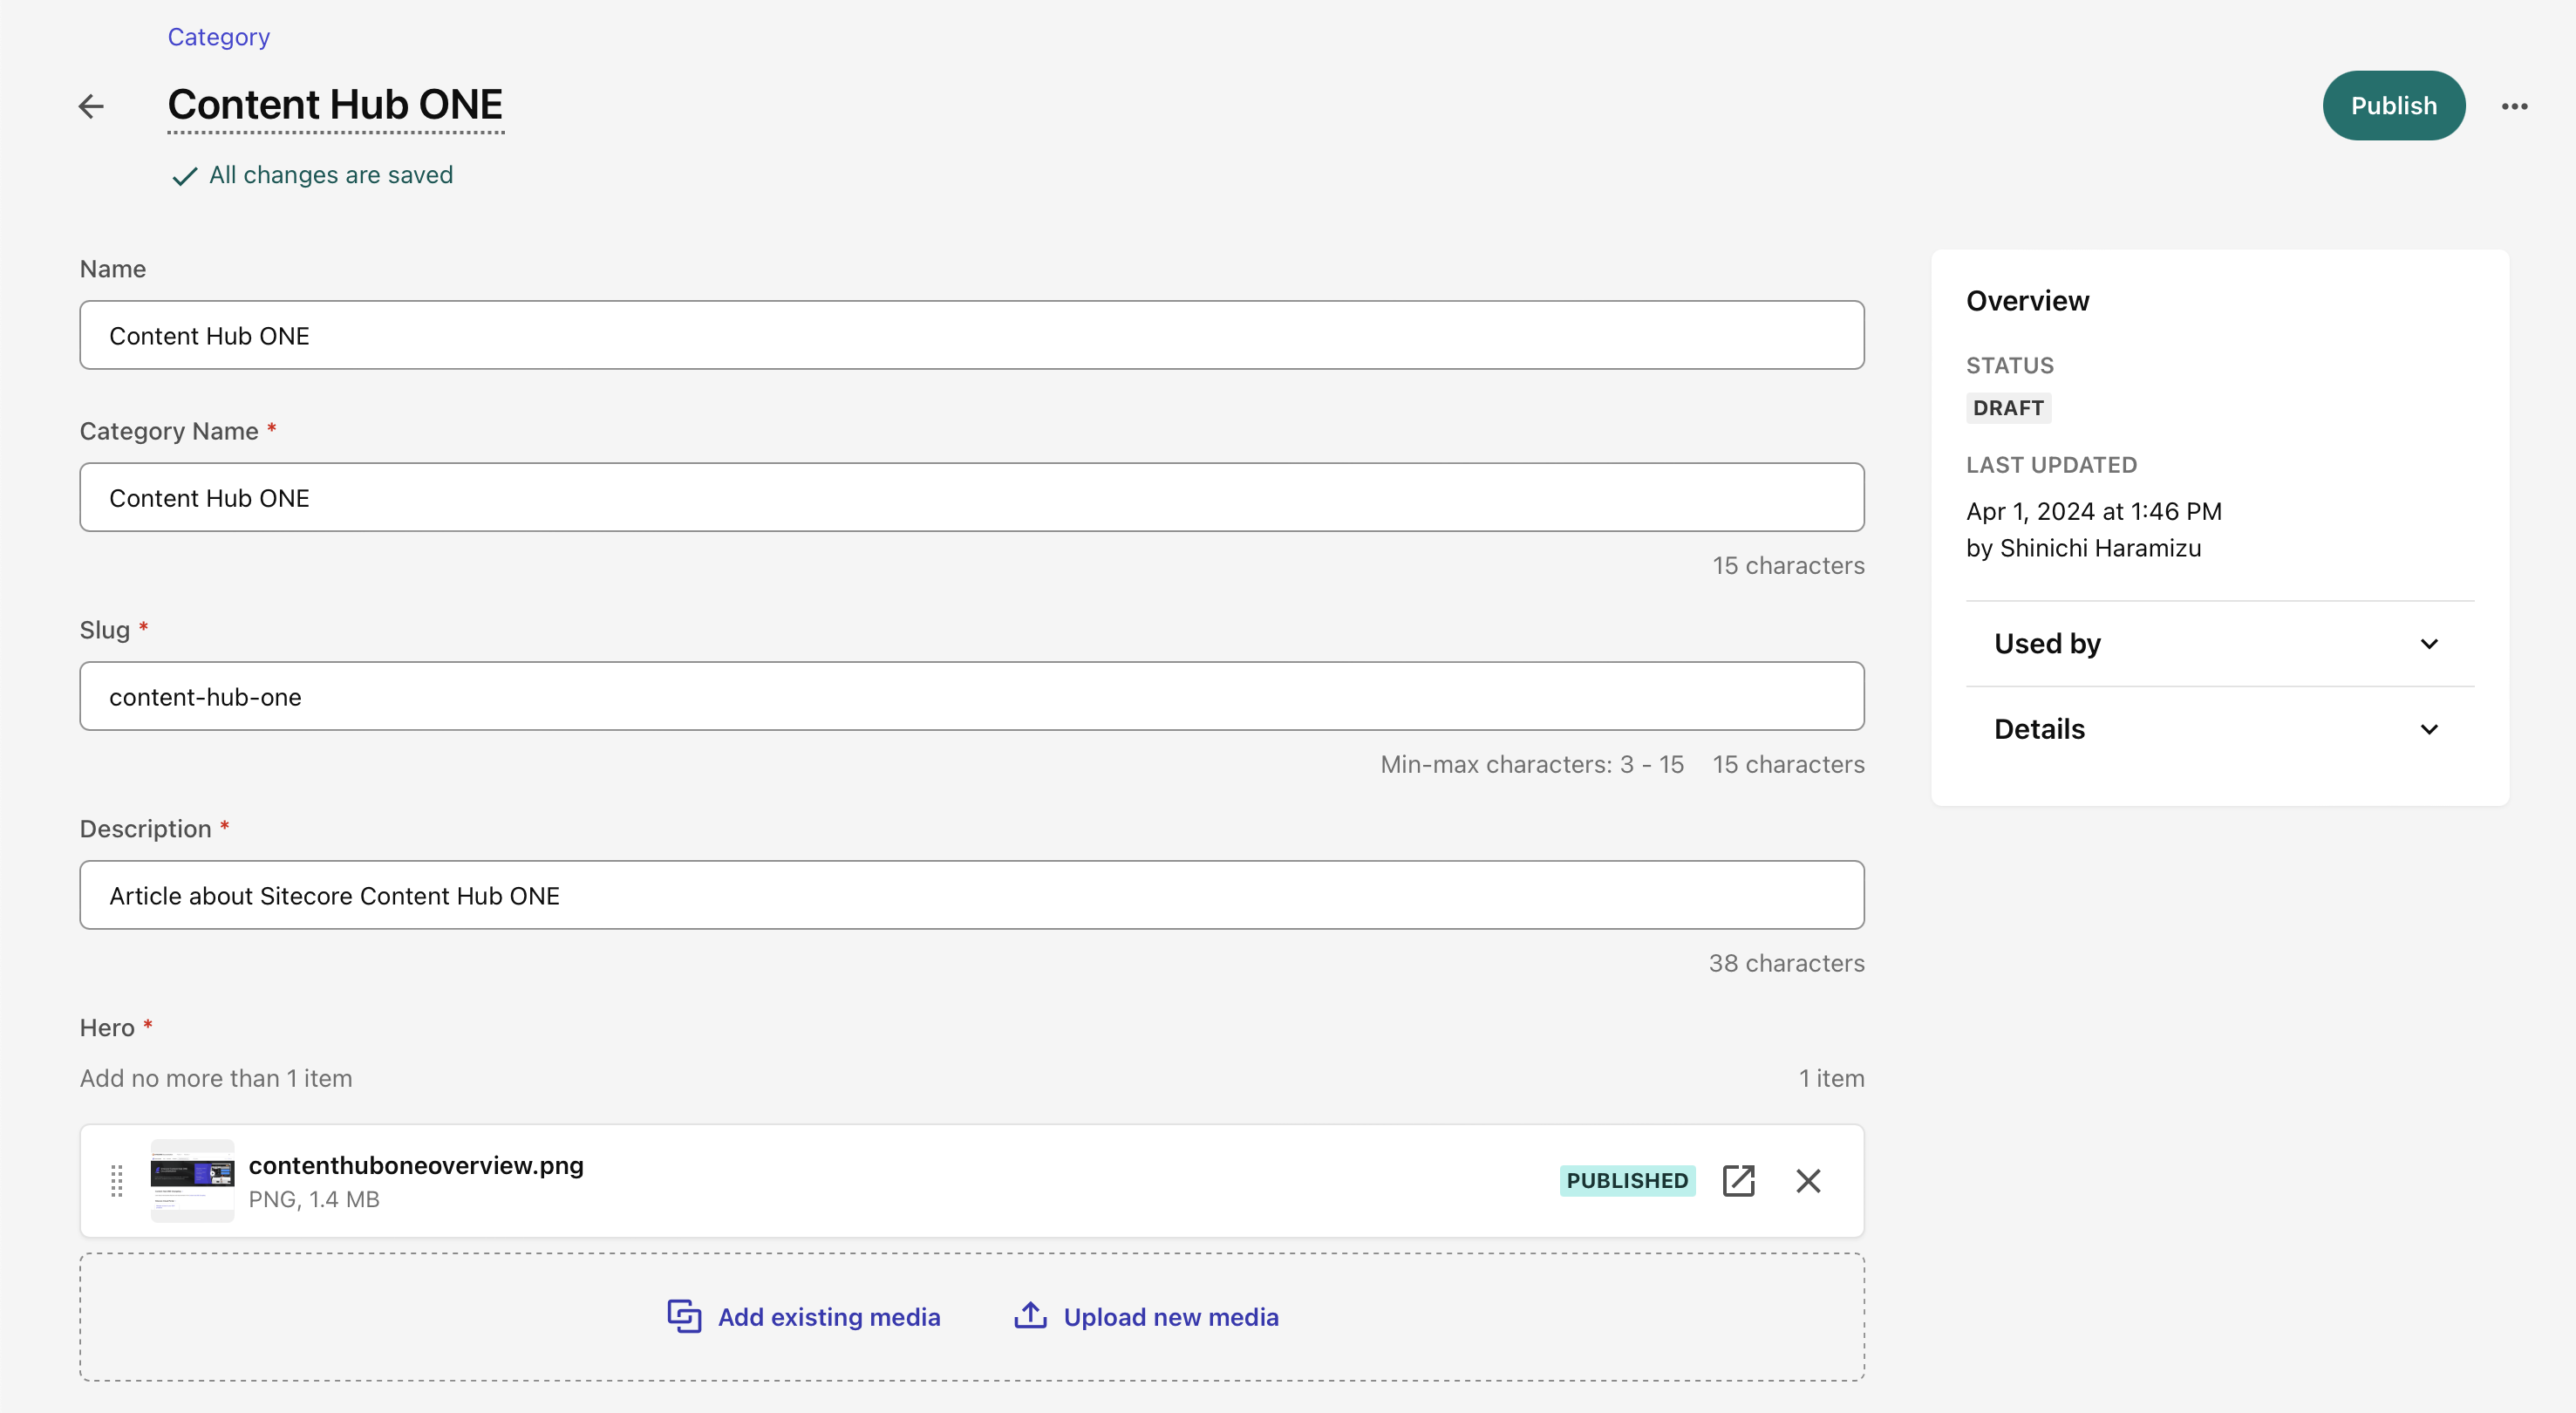 Category
Content Hub ONE
Publish
All changes are saved
Name
Content Hub ONE
Category Name *
Content Hub ONE
15 characters
Slug *
content-hub-one
Min-max characters: 3 - 15 15 characters
Description *
Article about Sitecore Content Hub ONE
38 characters
Hero *
Add no more than 1 item 1 item
contenthuboneoverview.png
PNG, 1.4 MB
PUBLISHED
Add existing media Upload new media
Overview
STATUS
DRAFT
LAST UPDATED
Apr 1, 2024 at 1:46 PM
by Shinichi Haramizu
Used by
Details